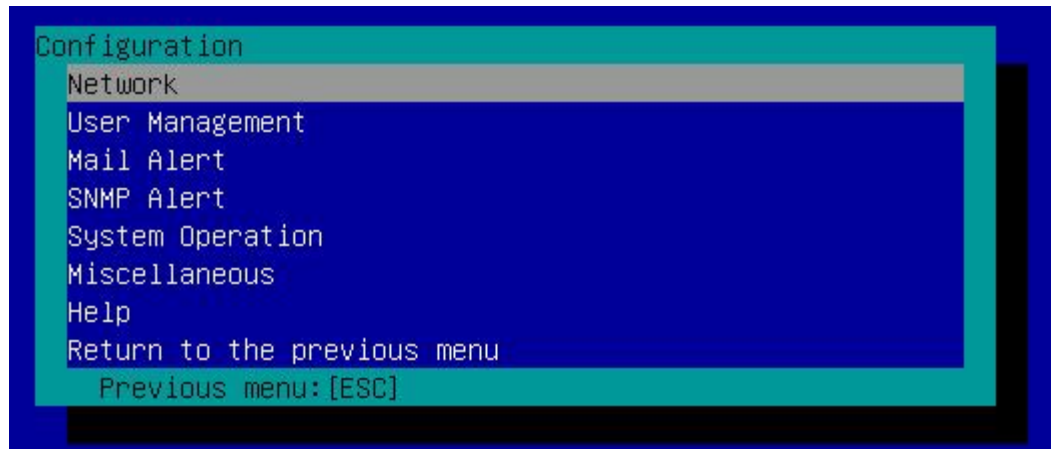 Configuration
Network
User Management
Mail Alert
SNMP Alert
System Operation
Miscellaneous
Help
Return to the previous menu
Previous menu:[ESC]